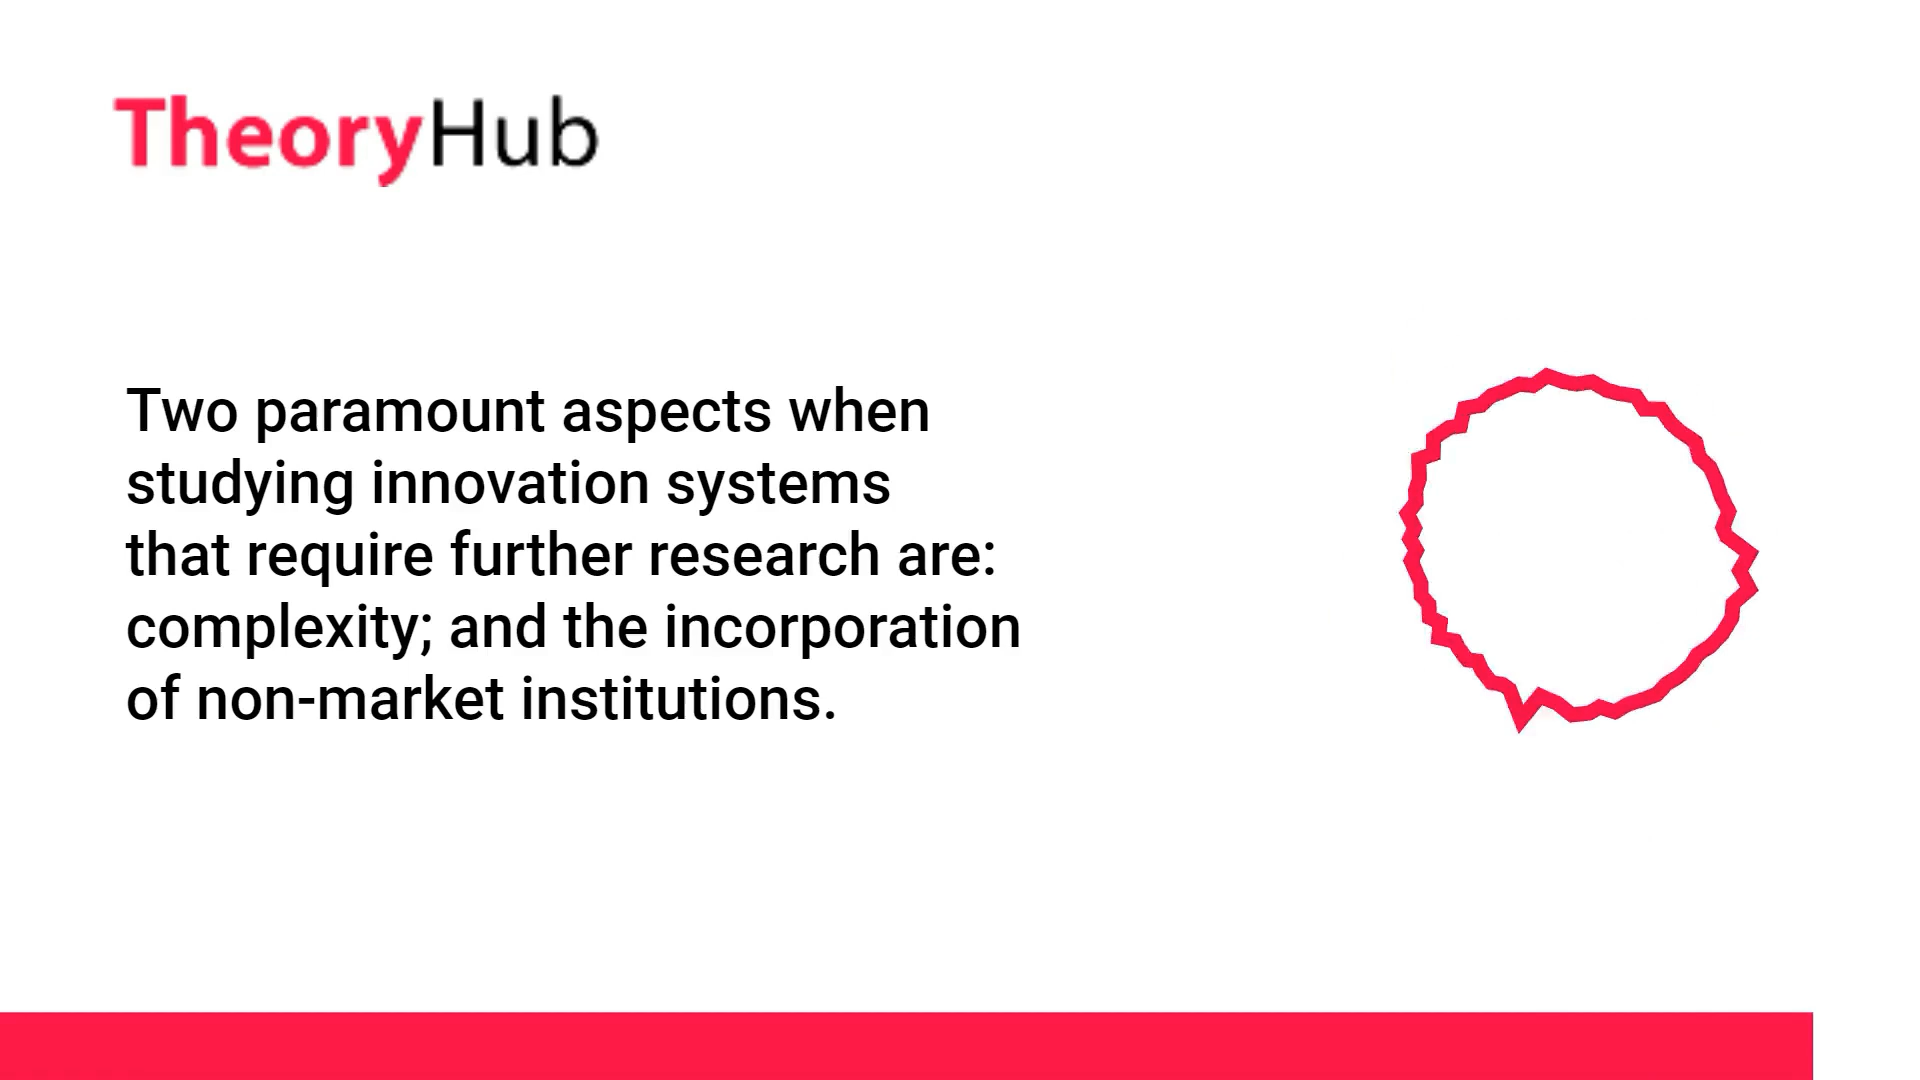 TheoryHub
Two paramount aspects when
studying innovation systems
that require further research are:
complexity; and the incorporation
of non-market institutions.